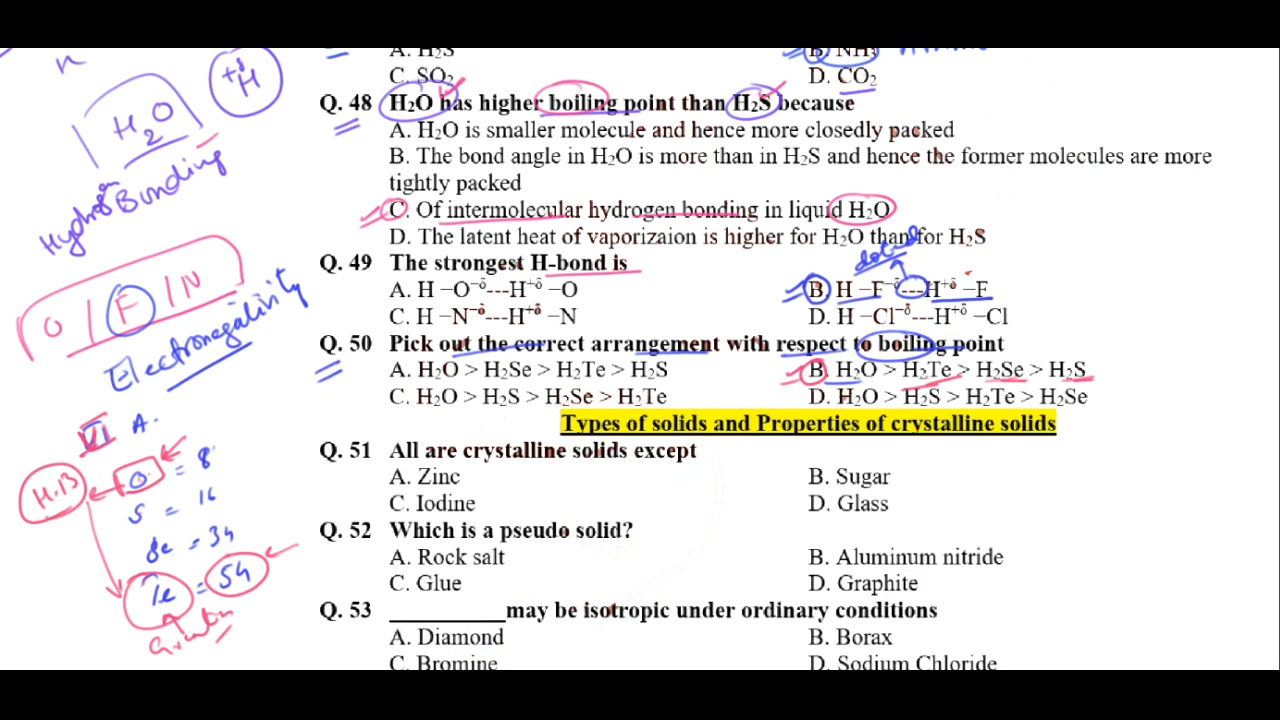 A. H₂S B. NH₃
C. SO₂ D. CO₂
Q. 48 H₂O has higher boiling point than H₂S because
A. H₂O is smaller molecule and hence more closedly packed
B. The bond angle in H₂O is more than in H₂S and hence the former molecules are more
tightly packed
C. Of intermolecular hydrogen bonding in liquid H₂O
D. The latent heat of vaporizaion is higher for H₂O than for H₂S
Q. 49 The strongest H-bond is
A. H −O⁻ᵟ---H⁺ᵟ −O B. H −F⁻ᵟ---H⁺ᵟ −F
C. H −N⁻ᵟ---H⁺ᵟ −N D. H −Cl⁻ᵟ---H⁺ᵟ −Cl
Q. 50 Pick out the correct arrangement with respect to boiling point
A. H₂O > H₂Se > H₂Te > H₂S B. H₂O > H₂Te > H₂Se > H₂S
C. H₂O > H₂S > H₂Se > H₂Te D. H₂O > H₂S > H₂Te > H₂Se
Types of solids and Properties of crystalline solids
Q. 51 All are crystalline solids except
A. Zinc B. Sugar
C. Iodine D. Glass
Q. 52 Which is a pseudo solid?
A. Rock salt B. Aluminum nitride
C. Glue D. Graphite
Q. 53 __________may be isotropic under ordinary conditions
A. Diamond B. Borax
C. Bromine D. Sodium Chloride
+δH
H₂O
Hydrogen Bonding
O / F / N
Electronegativity
VI A.
H.B O = 8
S = 16
Se = 34
Te = 54